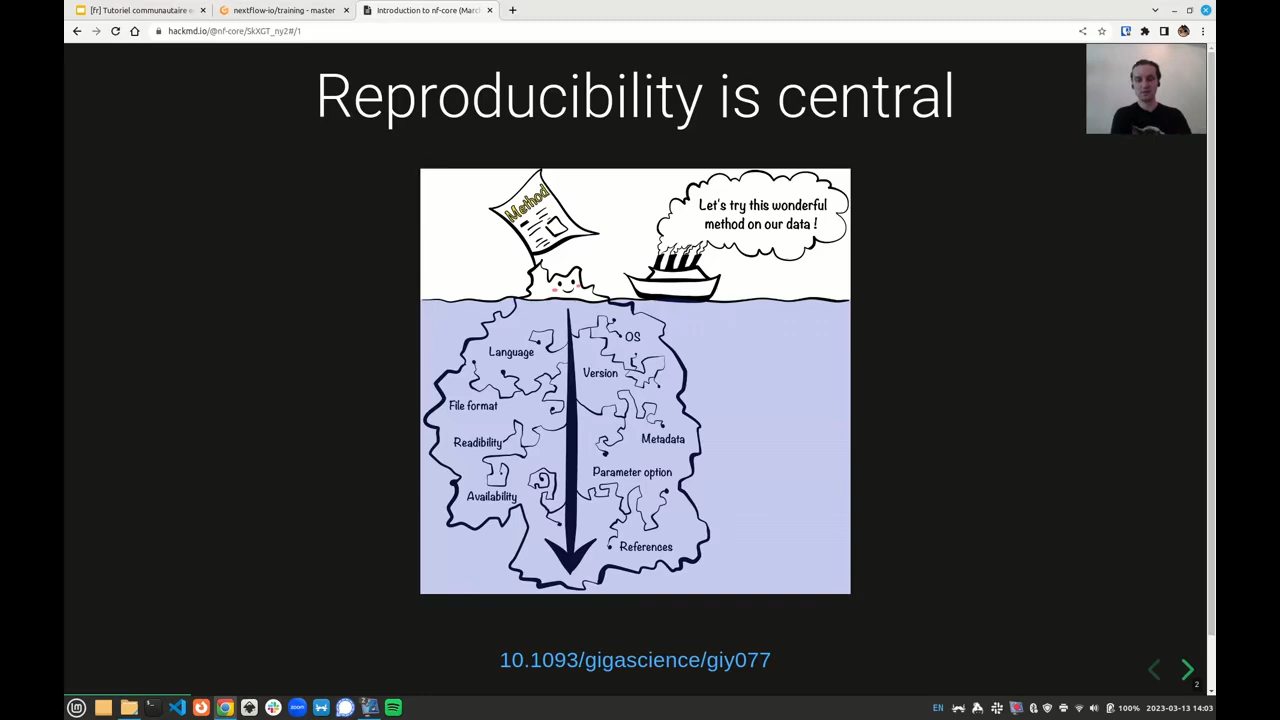 [fr] Tutoriel communautaire e
nextflow-io/training - master
Introduction to nf-core (Marc
hackmd.io/@nf-core/SkXGT_ny2#/1
Reproducibility is central
Method
Let's try this wonderful
method on our data !
OS
Language
Version
File format
Metadata
Readibility
Parameter option
Availability
References
10.1093/gigascience/giy077
2
EN
100%
2023-03-13 14:03